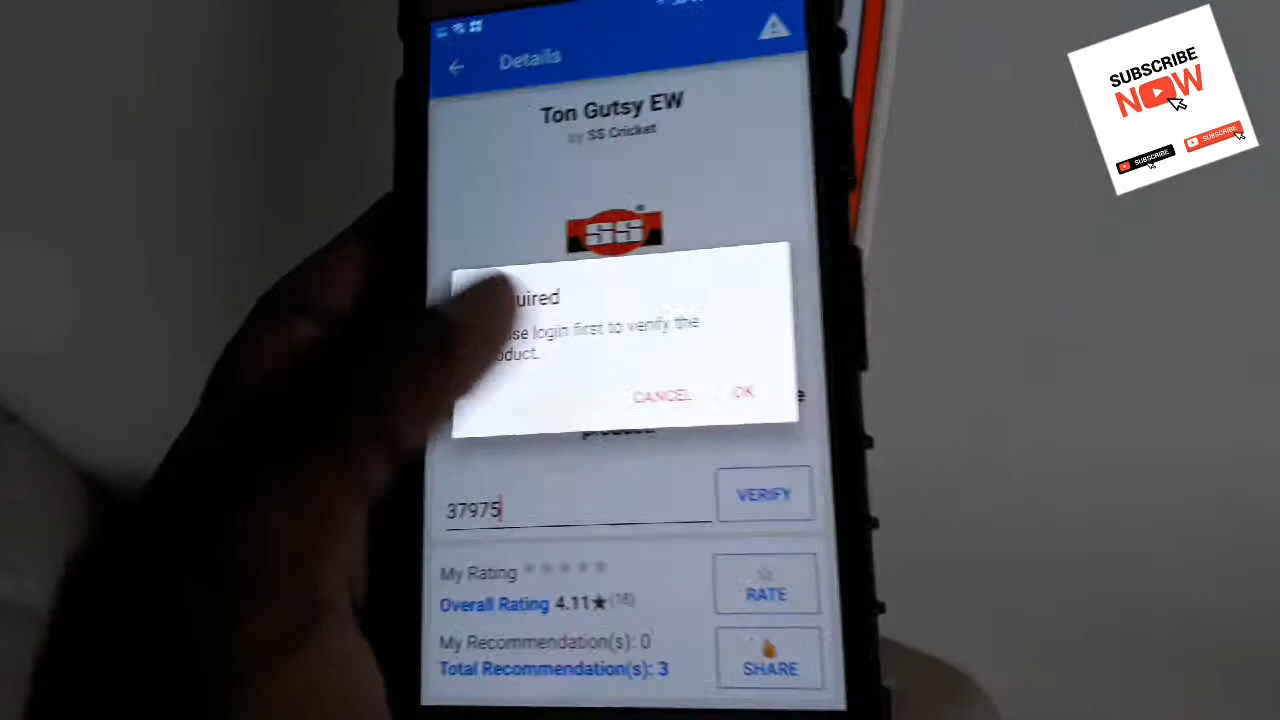 Details
Ton Gutsy EW
by SS Cricket
SS
uired
se login first to verify the
oduct.
CANCEL OK
product.
37975
VERIFY
My Rating
RATE
Overall Rating 4.11★ (18)
My Recommendation(s): 0
Total Recommendation(s): 3
SHARE
SUBSCRIBE
NOW
SUBSCRIBE
SUBSCRIBE